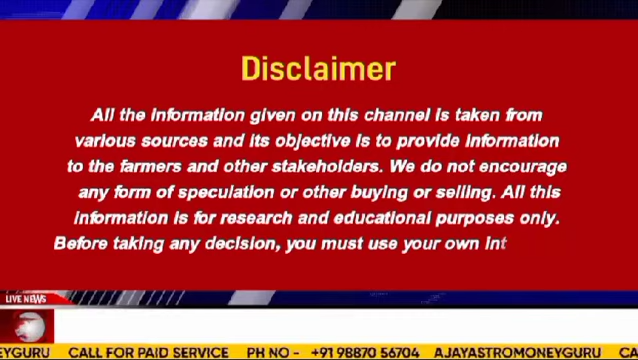 Disclaimer
All the information given on this channel is taken from
various sources and its objective is to provide information
to the farmers and other stakeholders. We do not encourage
any form of speculation or other buying or selling. All this
information is for research and educational purposes only.
Before taking any decision, you must use your own int
LIVE NEWS
EYGURU CALL FOR PAID SERVICE PH NO - +91 98870 56704 AJAYASTROMONEYGURU CA